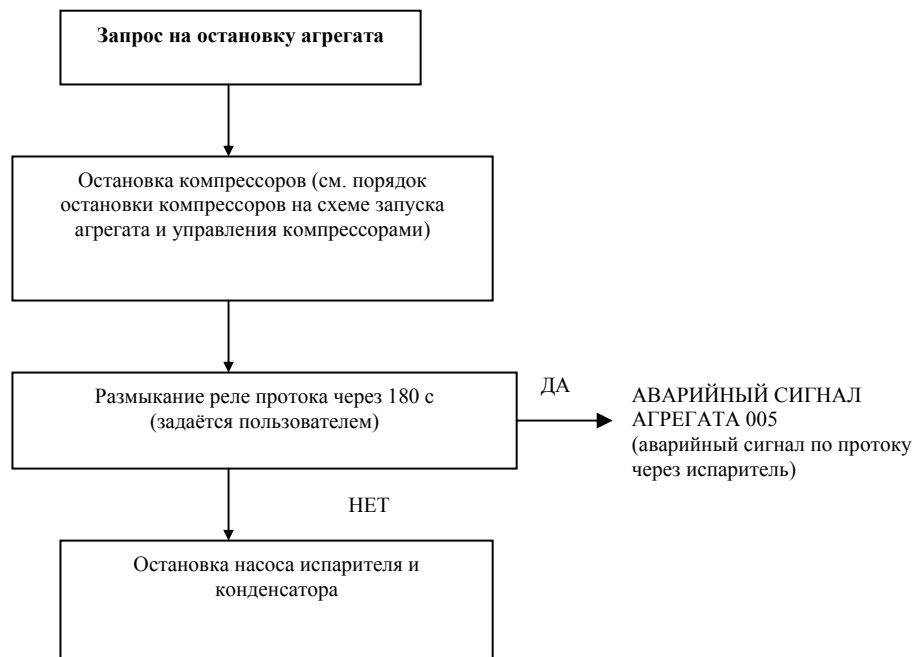 Запрос на остановку агрегата
Остановка компрессоров (см. порядок
остановки компрессоров на схеме запуска
агрегата и управления компрессорами)
Размыкание реле протока через 180 с
(задаётся пользователем)
ДА
АВАРИЙНЫЙ СИГНАЛ
АГРЕГАТА 005
(аварийный сигнал по протоку
через испаритель)
НЕТ
Остановка насоса испарителя и
конденсатора